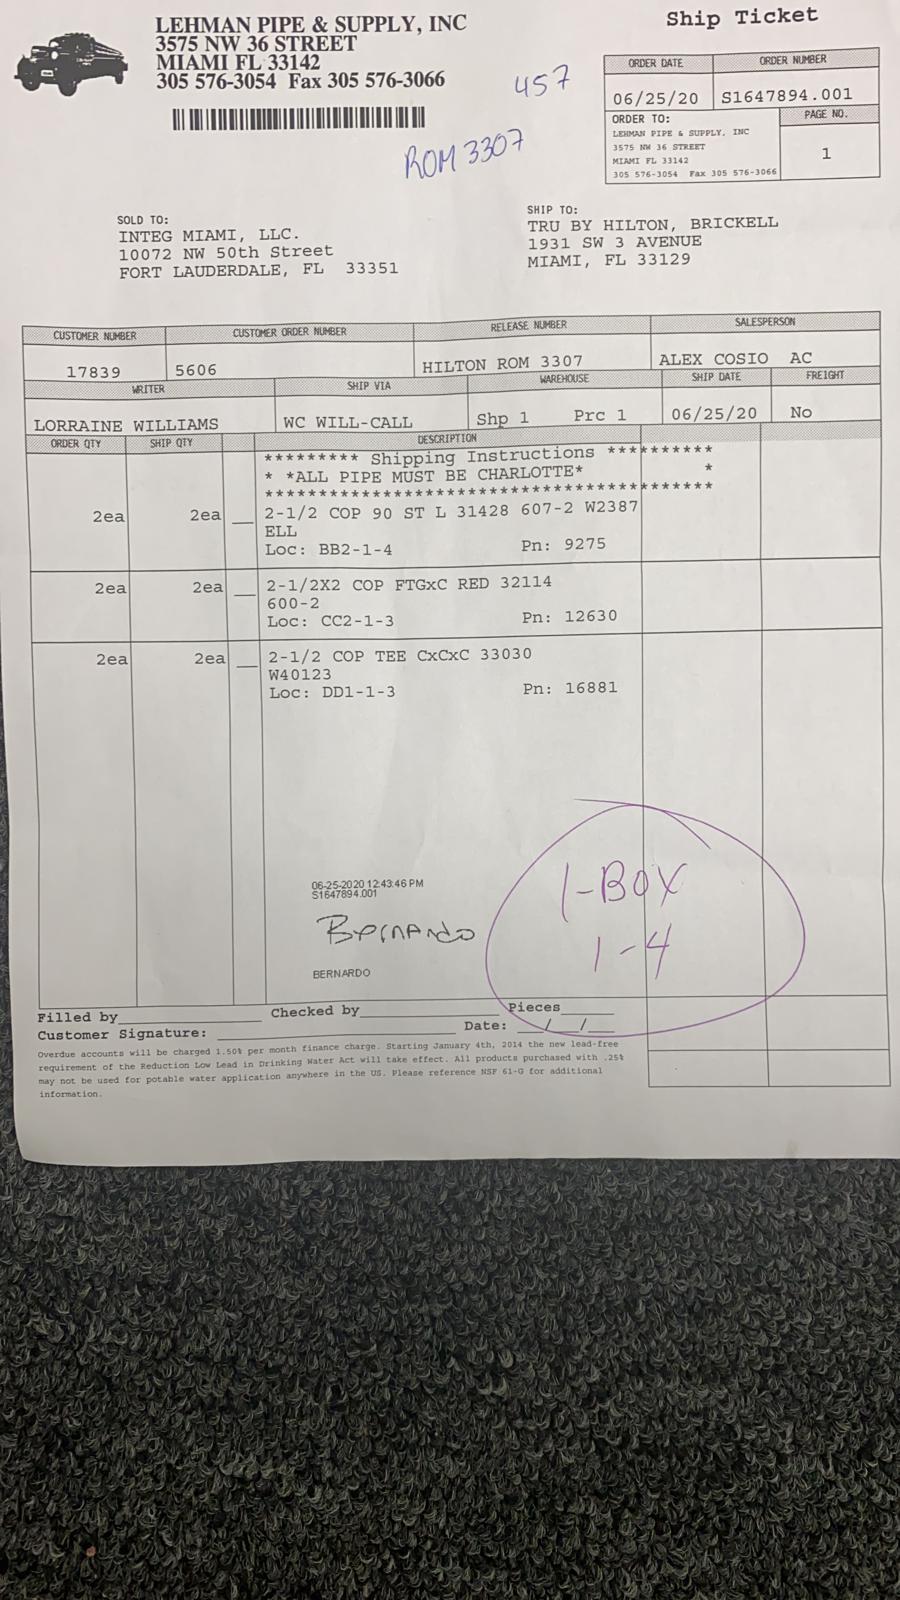 LEHMAN PIPE & SUPPLY, INC
3575 NW 36 STREET
MIAMI FL 33142
305 576-3054 Fax 305 576-3066
Ship Ticket
457
ROM 3307
ORDER DATE ORDER NUMBER
06/25/20 S1647894.001
ORDER TO: PAGE NO.
LEHMAN PIPE & SUPPLY, INC
3575 NW 36 STREET
MIAMI FL 33142
305 576-3054 Fax 305 576-3066
1
SOLD TO:
INTEG MIAMI, LLC.
10072 NW 50th Street
FORT LAUDERDALE, FL 33351
SHIP TO:
TRU BY HILTON, BRICKELL
1931 SW 3 AVENUE
MIAMI, FL 33129
CUSTOMER NUMBER CUSTOMER ORDER NUMBER RELEASE NUMBER SALESPERSON
17839 5606 HILTON ROM 3307 ALEX COSIO AC
WRITER SHIP VIA WAREHOUSE SHIP DATE FREIGHT
LORRAINE WILLIAMS WC WILL-CALL Shp 1 Prc 1 06/25/20 No
ORDER QTY SHIP QTY DESCRIPTION
********* Shipping Instructions **********
* *ALL PIPE MUST BE CHARLOTTE* *
******************************************
2ea 2ea __ 2-1/2 COP 90 ST L 31428 607-2 W2387
ELL
Loc: BB2-1-4 Pn: 9275
2ea 2ea __ 2-1/2X2 COP FTGxC RED 32114
600-2
Loc: CC2-1-3 Pn: 12630
2ea 2ea __ 2-1/2 COP TEE CxCxC 33030
W40123
Loc: DD1-1-3 Pn: 16881
1-BOX
1-4
06-25-2020 12:43:46 PM
S1647894.001
Bernardo
BERNARDO
Filled by Checked by Pieces
Customer Signature: Date: __/__/__
Overdue accounts will be charged 1.50% per month finance charge. Starting January 4th, 2014 the new lead-free
requirement of the Reduction Low Lead in Drinking Water Act will take effect. All products purchased with .25%
may not be used for potable water application anywhere in the US. Please reference NSF 61-G for additional
information.